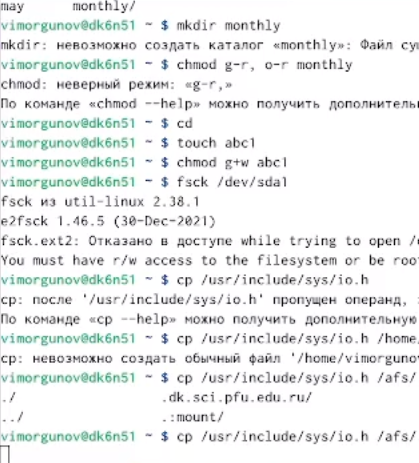 may      monthly/
vimorgunov@dk6n51 ~ $ mkdir monthly
mkdir: невозможно создать каталог «monthly»: Файл су
vimorgunov@dk6n51 ~ $ chmod g-r, o-r monthly
chmod: неверный режим: «g-r,»
По команде «chmod --help» можно получить дополнитель
vimorgunov@dk6n51 ~ $ cd
vimorgunov@dk6n51 ~ $ touch abc1
vimorgunov@dk6n51 ~ $ chmod g+w abc1
vimorgunov@dk6n51 ~ $ fsck /dev/sda1
fsck из util-linux 2.38.1
e2fsck 1.46.5 (30-Dec-2021)
fsck.ext2: Отказано в доступе while trying to open /
You must have r/w access to the filesystem or be roo
vimorgunov@dk6n51 ~ $ cp /usr/include/sys/io.h
cp: после '/usr/include/sys/io.h' пропущен операнд,
По команде «cp --help» можно получить дополнительную
vimorgunov@dk6n51 ~ $ cp /usr/include/sys/io.h /home
cp: невозможно создать обычный файл '/home/vimorguno
vimorgunov@dk6n51 ~ $ cp /usr/include/sys/io.h /afs/
./               .dk.sci.pfu.edu.ru/
../              .:mount/
vimorgunov@dk6n51 ~ $ cp /usr/include/sys/io.h /afs/